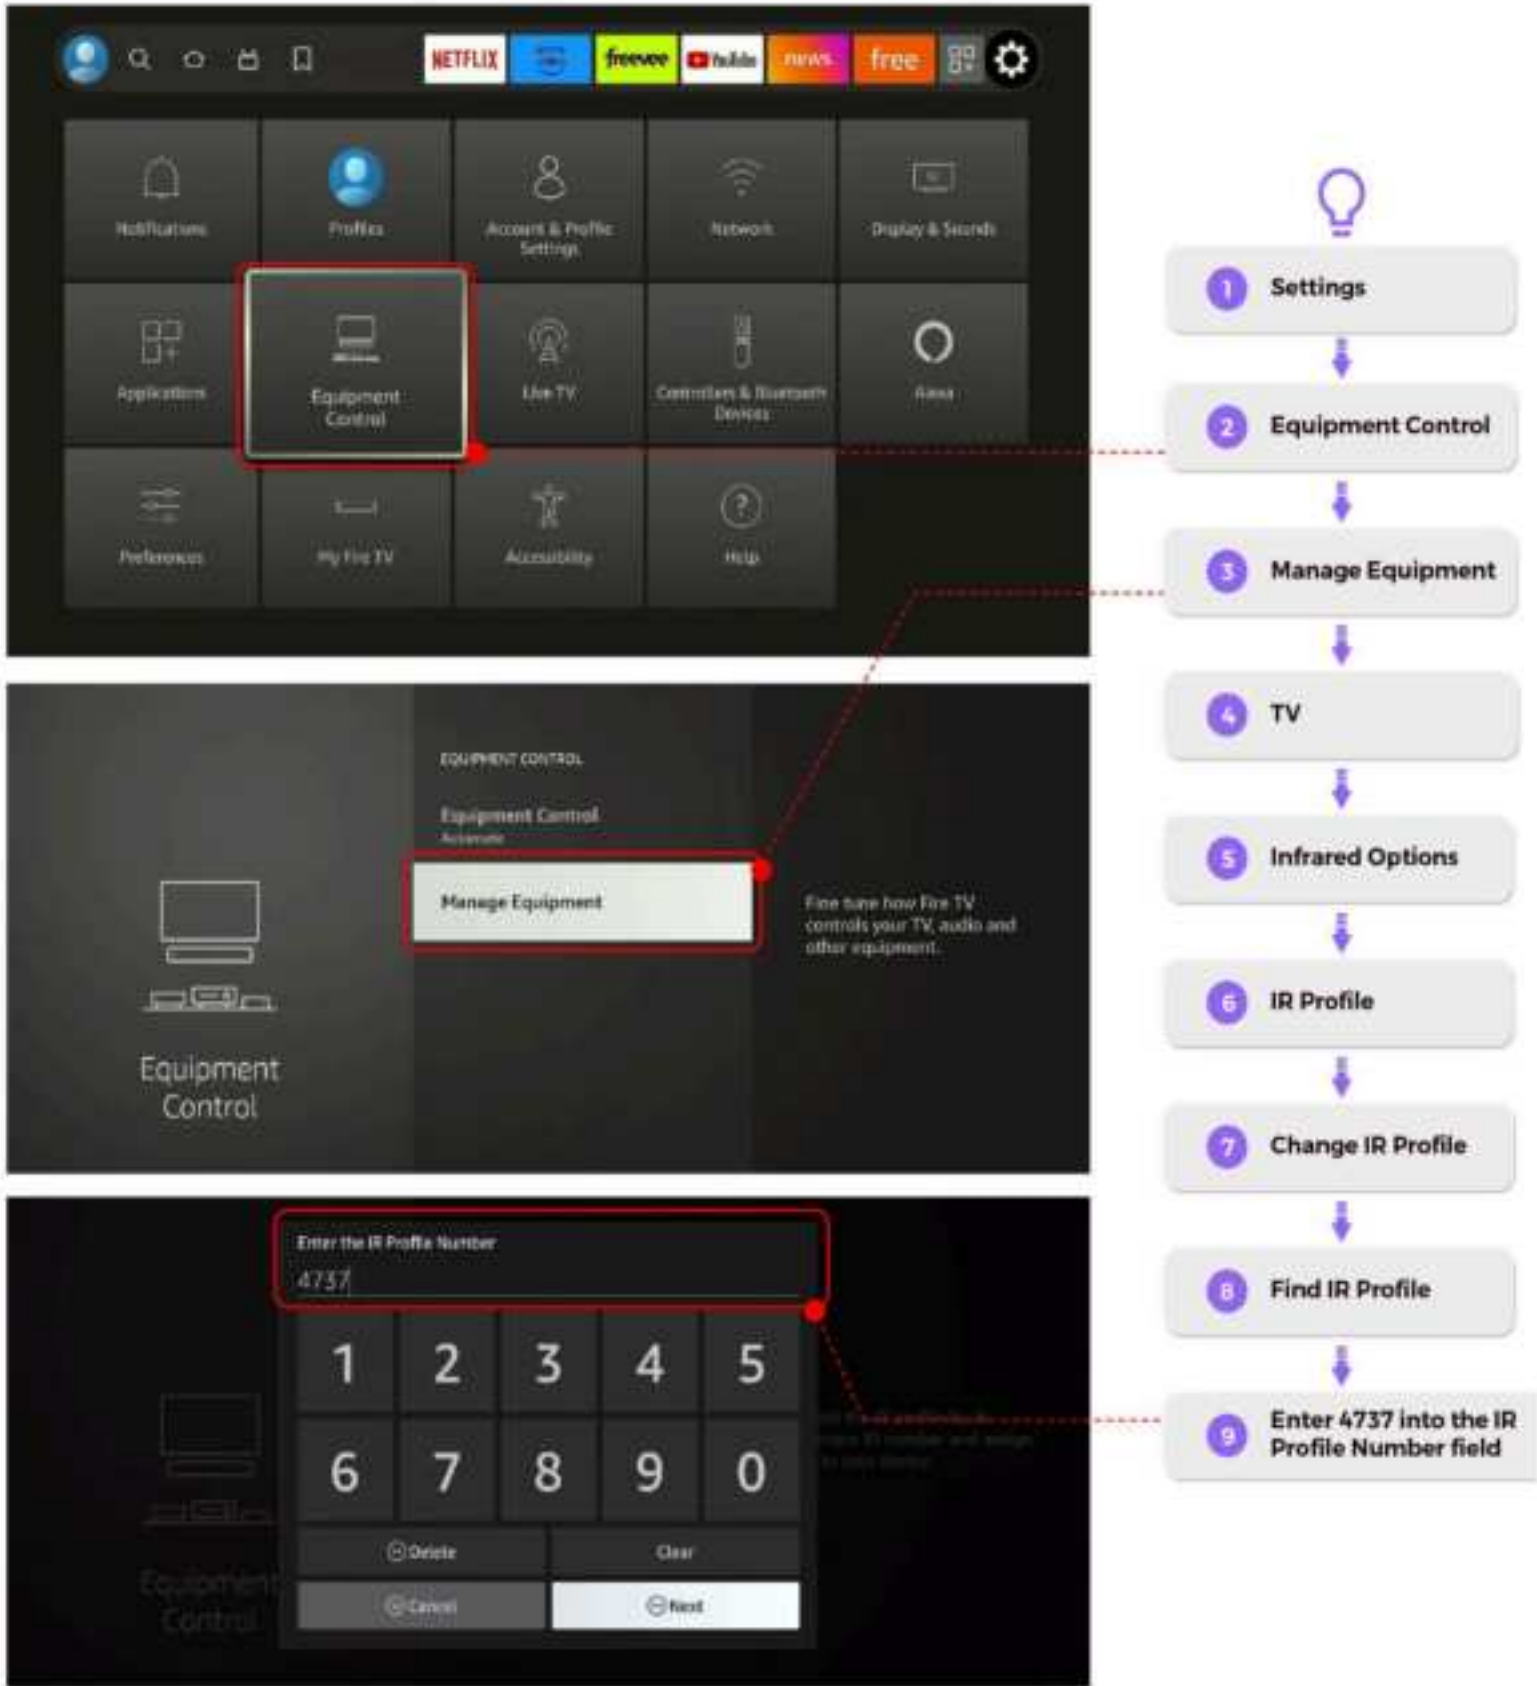 NETFLIX
freevee
YouTube
news
free
Notifications
Profiles
Account & Profile
Settings
Network
Display & Sounds
Applications
Equipment
Control
Live TV
Controllers & Bluetooth
Devices
Alexa
Preferences
My Fire TV
Accessibility
Help
EQUIPMENT CONTROL
Equipment Control
Automatic
Manage Equipment
Fine tune how Fire TV
controls your TV, audio and
other equipment.
Equipment
Control
Enter the IR Profile Number
4737
1 2 3 4 5
6 7 8 9 0
Delete
Clear
Cancel
Next
Equipment
Control
1 Settings
2 Equipment Control
3 Manage Equipment
4 TV
5 Infrared Options
6 IR Profile
7 Change IR Profile
8 Find IR Profile
9 Enter 4737 into the IR
Profile Number field